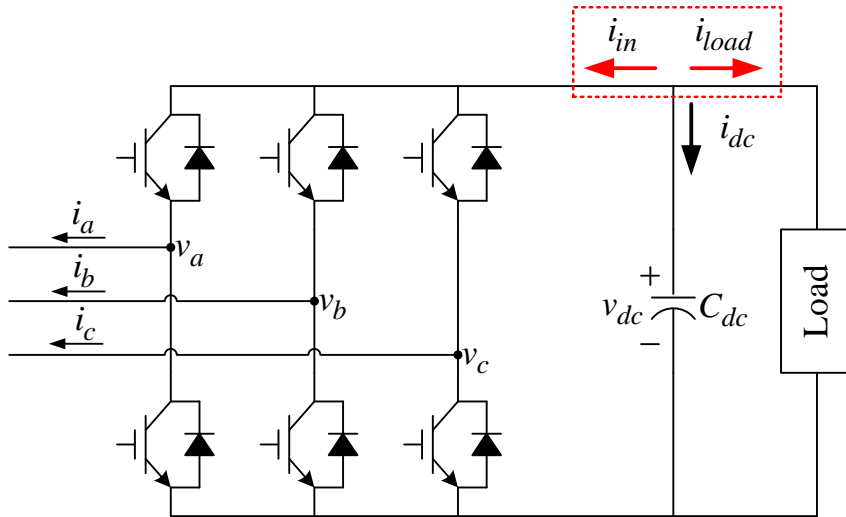 i_in i_load
i_dc
i_a
v_a
i_b
v_b
i_c
v_c
+
v_dc C_dc
−
Load